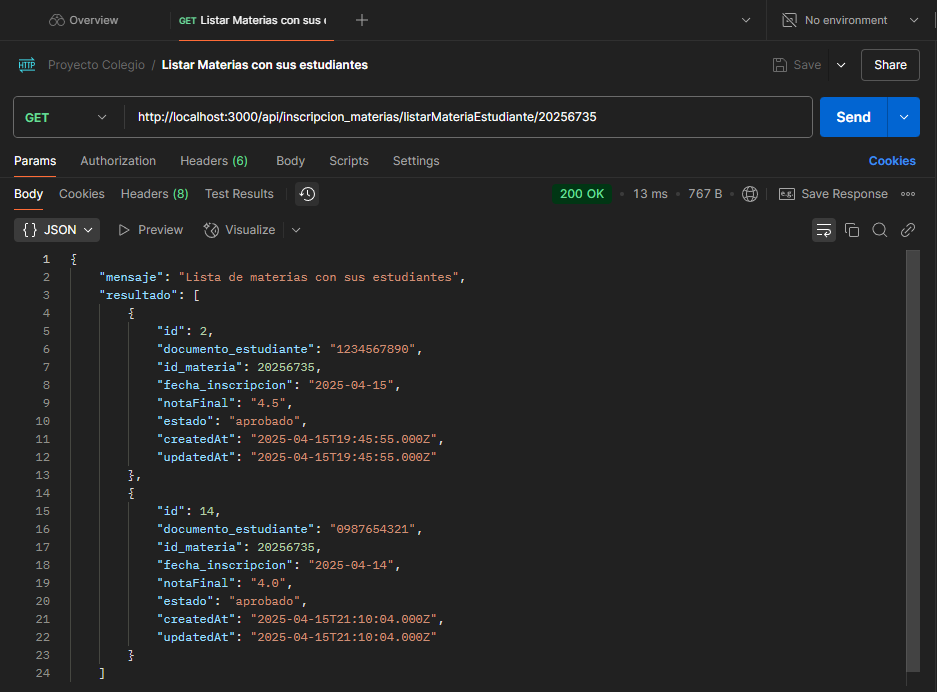 Overview
GET Listar Materias con sus
No environment
HTTP Proyecto Colegio / Listar Materias con sus estudiantes
Save
Share
GET http://localhost:3000/api/inscripcion_materias/listarMateriaEstudiante/20256735
Send
Params Authorization Headers (6) Body Scripts Settings Cookies
Body Cookies Headers (8) Test Results 200 OK • 13 ms • 767 B • Save Response
{} JSON Preview Visualize
1 {
2 "mensaje": "Lista de materias con sus estudiantes",
3 "resultado": [
4 {
5 "id": 2,
6 "documento_estudiante": "1234567890",
7 "id_materia": 20256735,
8 "fecha_inscripcion": "2025-04-15",
9 "notaFinal": "4.5",
10 "estado": "aprobado",
11 "createdAt": "2025-04-15T19:45:55.000Z",
12 "updatedAt": "2025-04-15T19:45:55.000Z"
13 },
14 {
15 "id": 14,
16 "documento_estudiante": "0987654321",
17 "id_materia": 20256735,
18 "fecha_inscripcion": "2025-04-14",
19 "notaFinal": "4.0",
20 "estado": "aprobado",
21 "createdAt": "2025-04-15T21:10:04.000Z",
22 "updatedAt": "2025-04-15T21:10:04.000Z"
23 }
24 ]